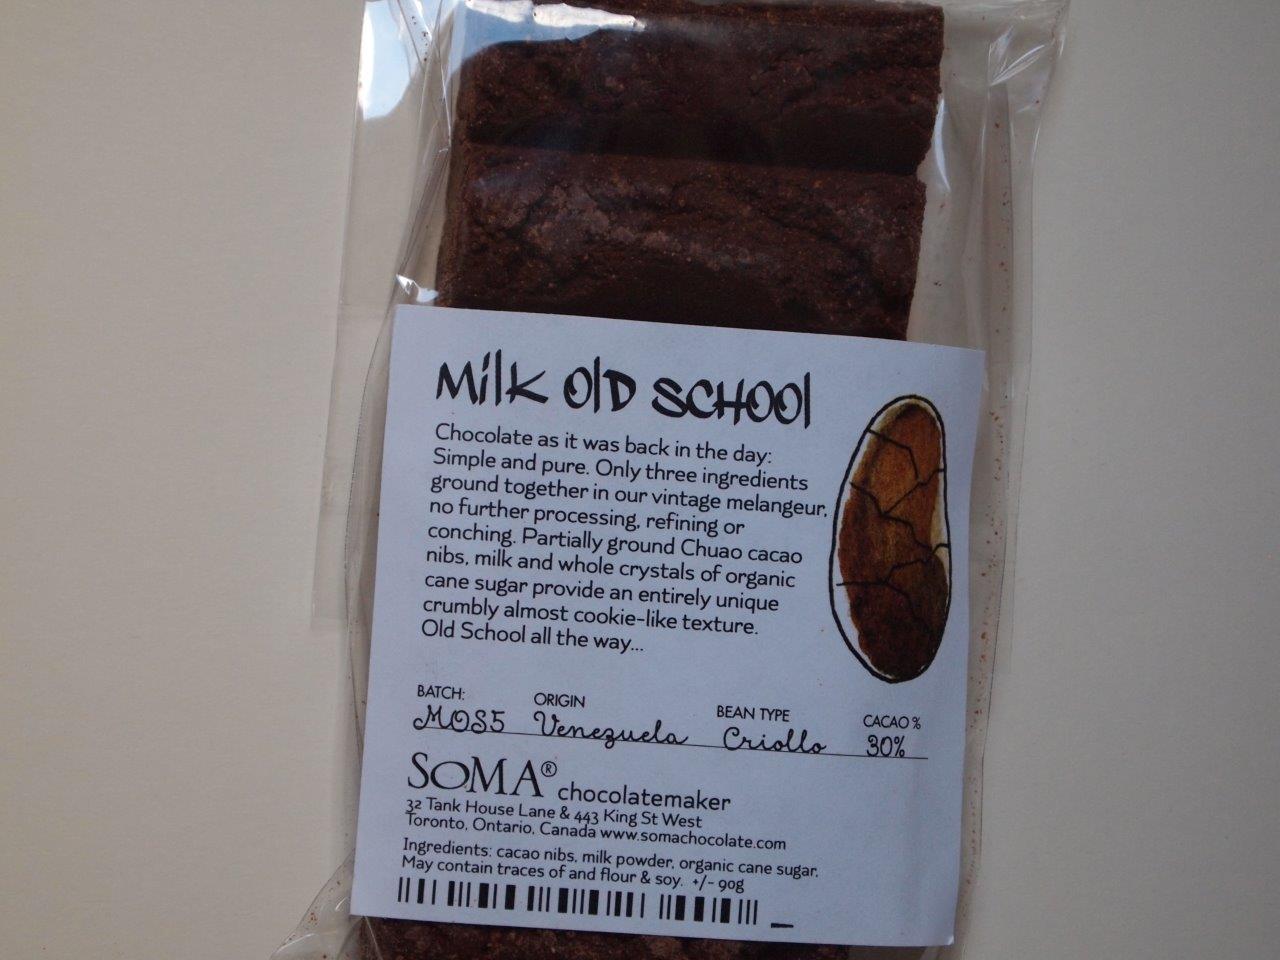 Milk Old School
Chocolate as it was back in the day:
Simple and pure. Only three ingredients
ground together in our vintage melangeur,
no further processing, refining or
conching. Partially ground Chuao cacao
nibs, milk and whole crystals of organic
cane sugar provide an entirely unique
crumbly almost cookie-like texture.
Old School all the way...
BATCH: ORIGIN BEAN TYPE CACAO %
MOS5 Venezuela Criollo 30%
SOMA® chocolatemaker
32 Tank House Lane & 443 King St West
Toronto, Ontario, Canada www.somachocolate.com
Ingredients: cacao nibs, milk powder, organic cane sugar.
May contain traces of and flour & soy. +/- 90g